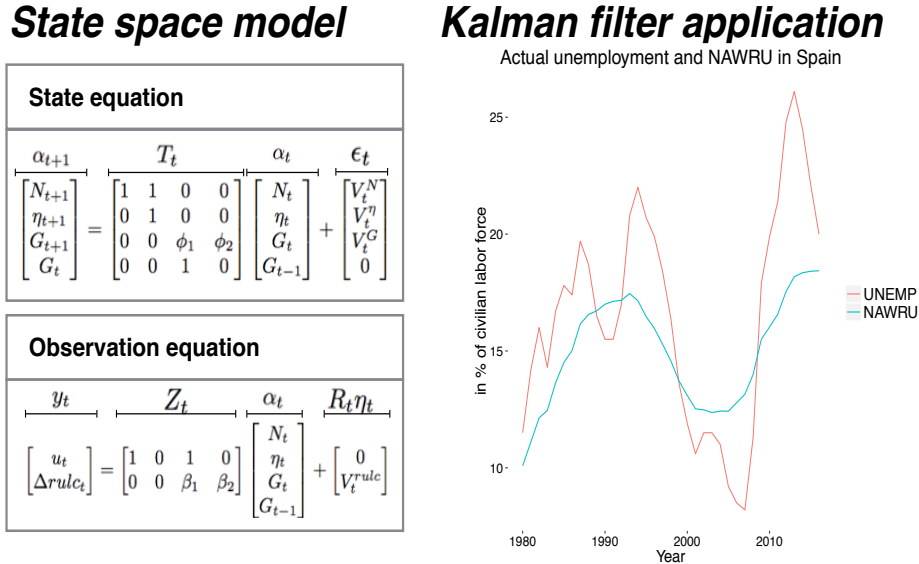 State space model
State equation
α_{t+1} T_t α_t ϵ_t
[N_{t+1}] [1 1 0 0] [N_t] [V_t^N]
[η_{t+1}] [0 1 0 0] [η_t] [V_t^η]
[G_{t+1}] = [0 0 ϕ_1 ϕ_2] [G_t] + [V_t^G]
[G_t] [0 0 1 0] [G_{t-1}] [0]
Observation equation
y_t Z_t α_t R_tη_t
[u_t] = [1 0 1 0] [N_t] + [0]
[Δrulc_t] [0 0 β_1 β_2] [η_t] [V_t^{rulc}]
[G_t]
[G_{t-1}]
Kalman filter application
Actual unemployment and NAWRU in Spain
in % of civilian labor force
25
20
15
10
1980 1990 2000 2010
Year
UNEMP
NAWRU